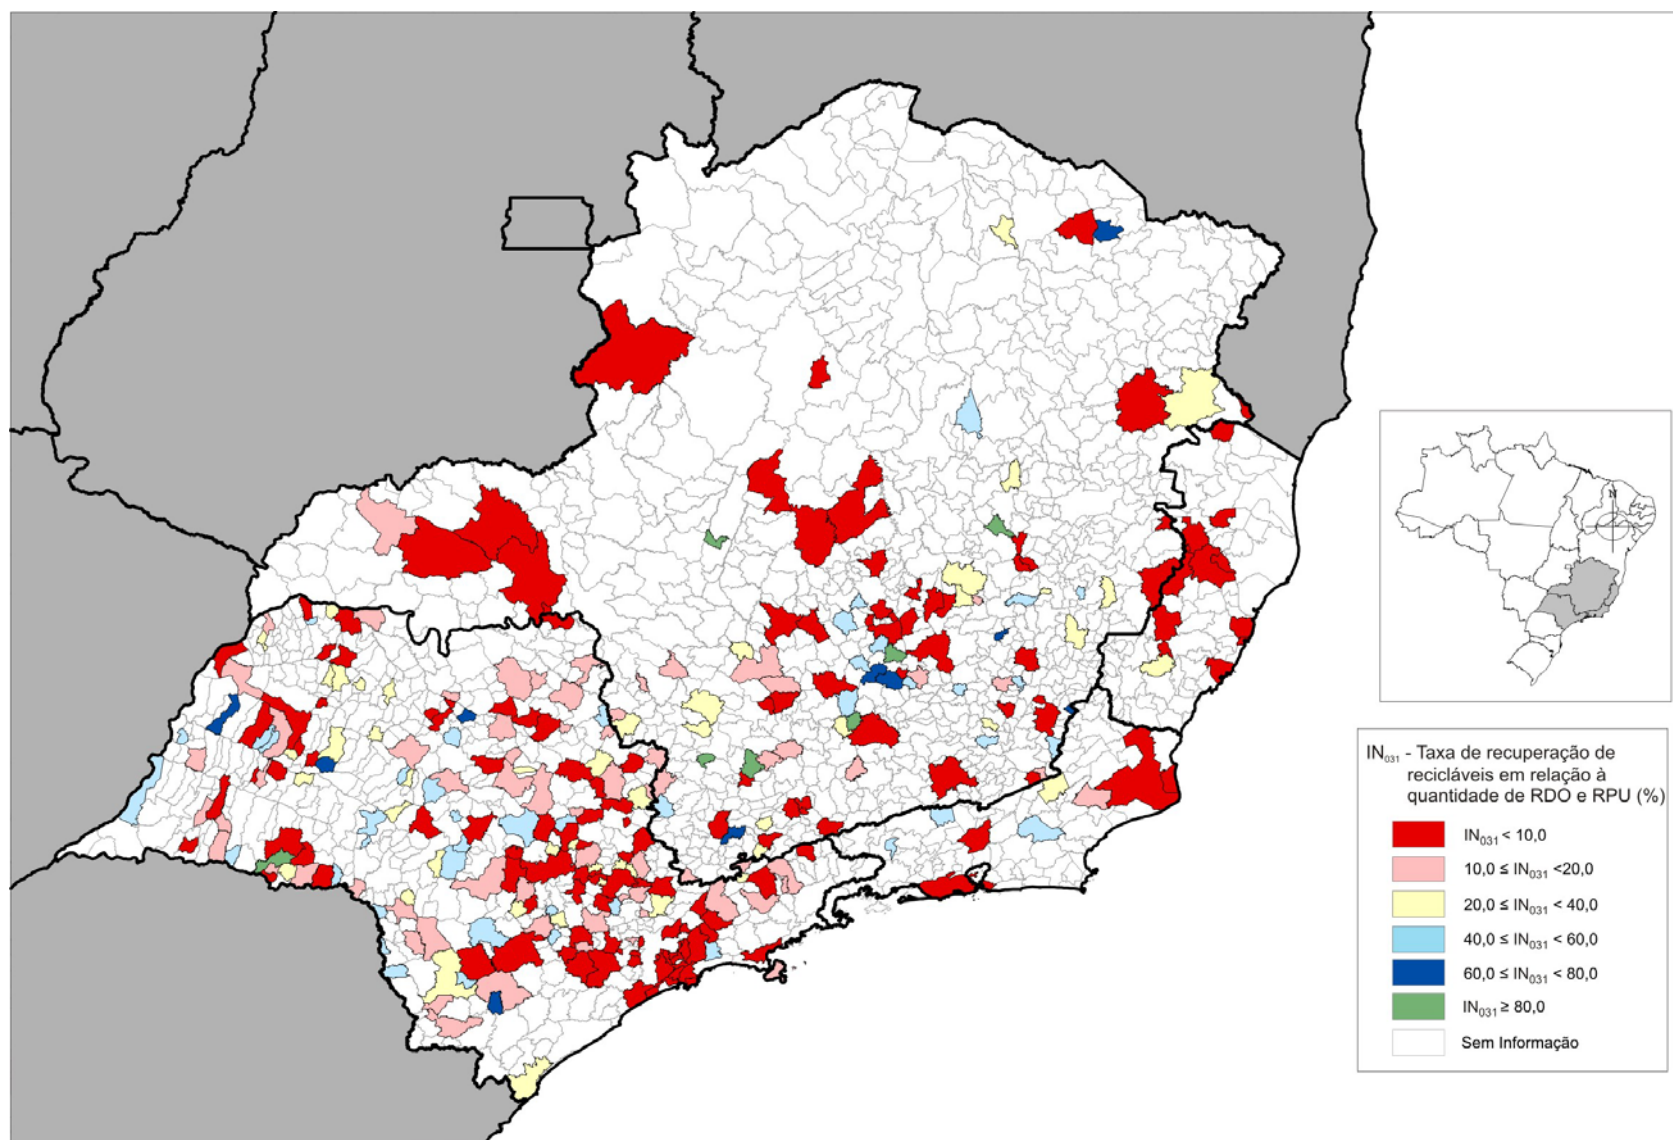 N
IN031 - Taxa de recuperação de
recicláveis em relação à
quantidade de RDO e RPU (%)
IN031 < 10,0
10,0 ≤ IN031 <20,0
20,0 ≤ IN031 < 40,0
40,0 ≤ IN031 < 60,0
60,0 ≤ IN031 < 80,0
IN031 ≥ 80,0
Sem Informação